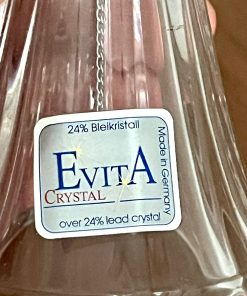 24% Bleikristall
EVITA
CRYSTAL
over 24% lead crystal
Made in Germany